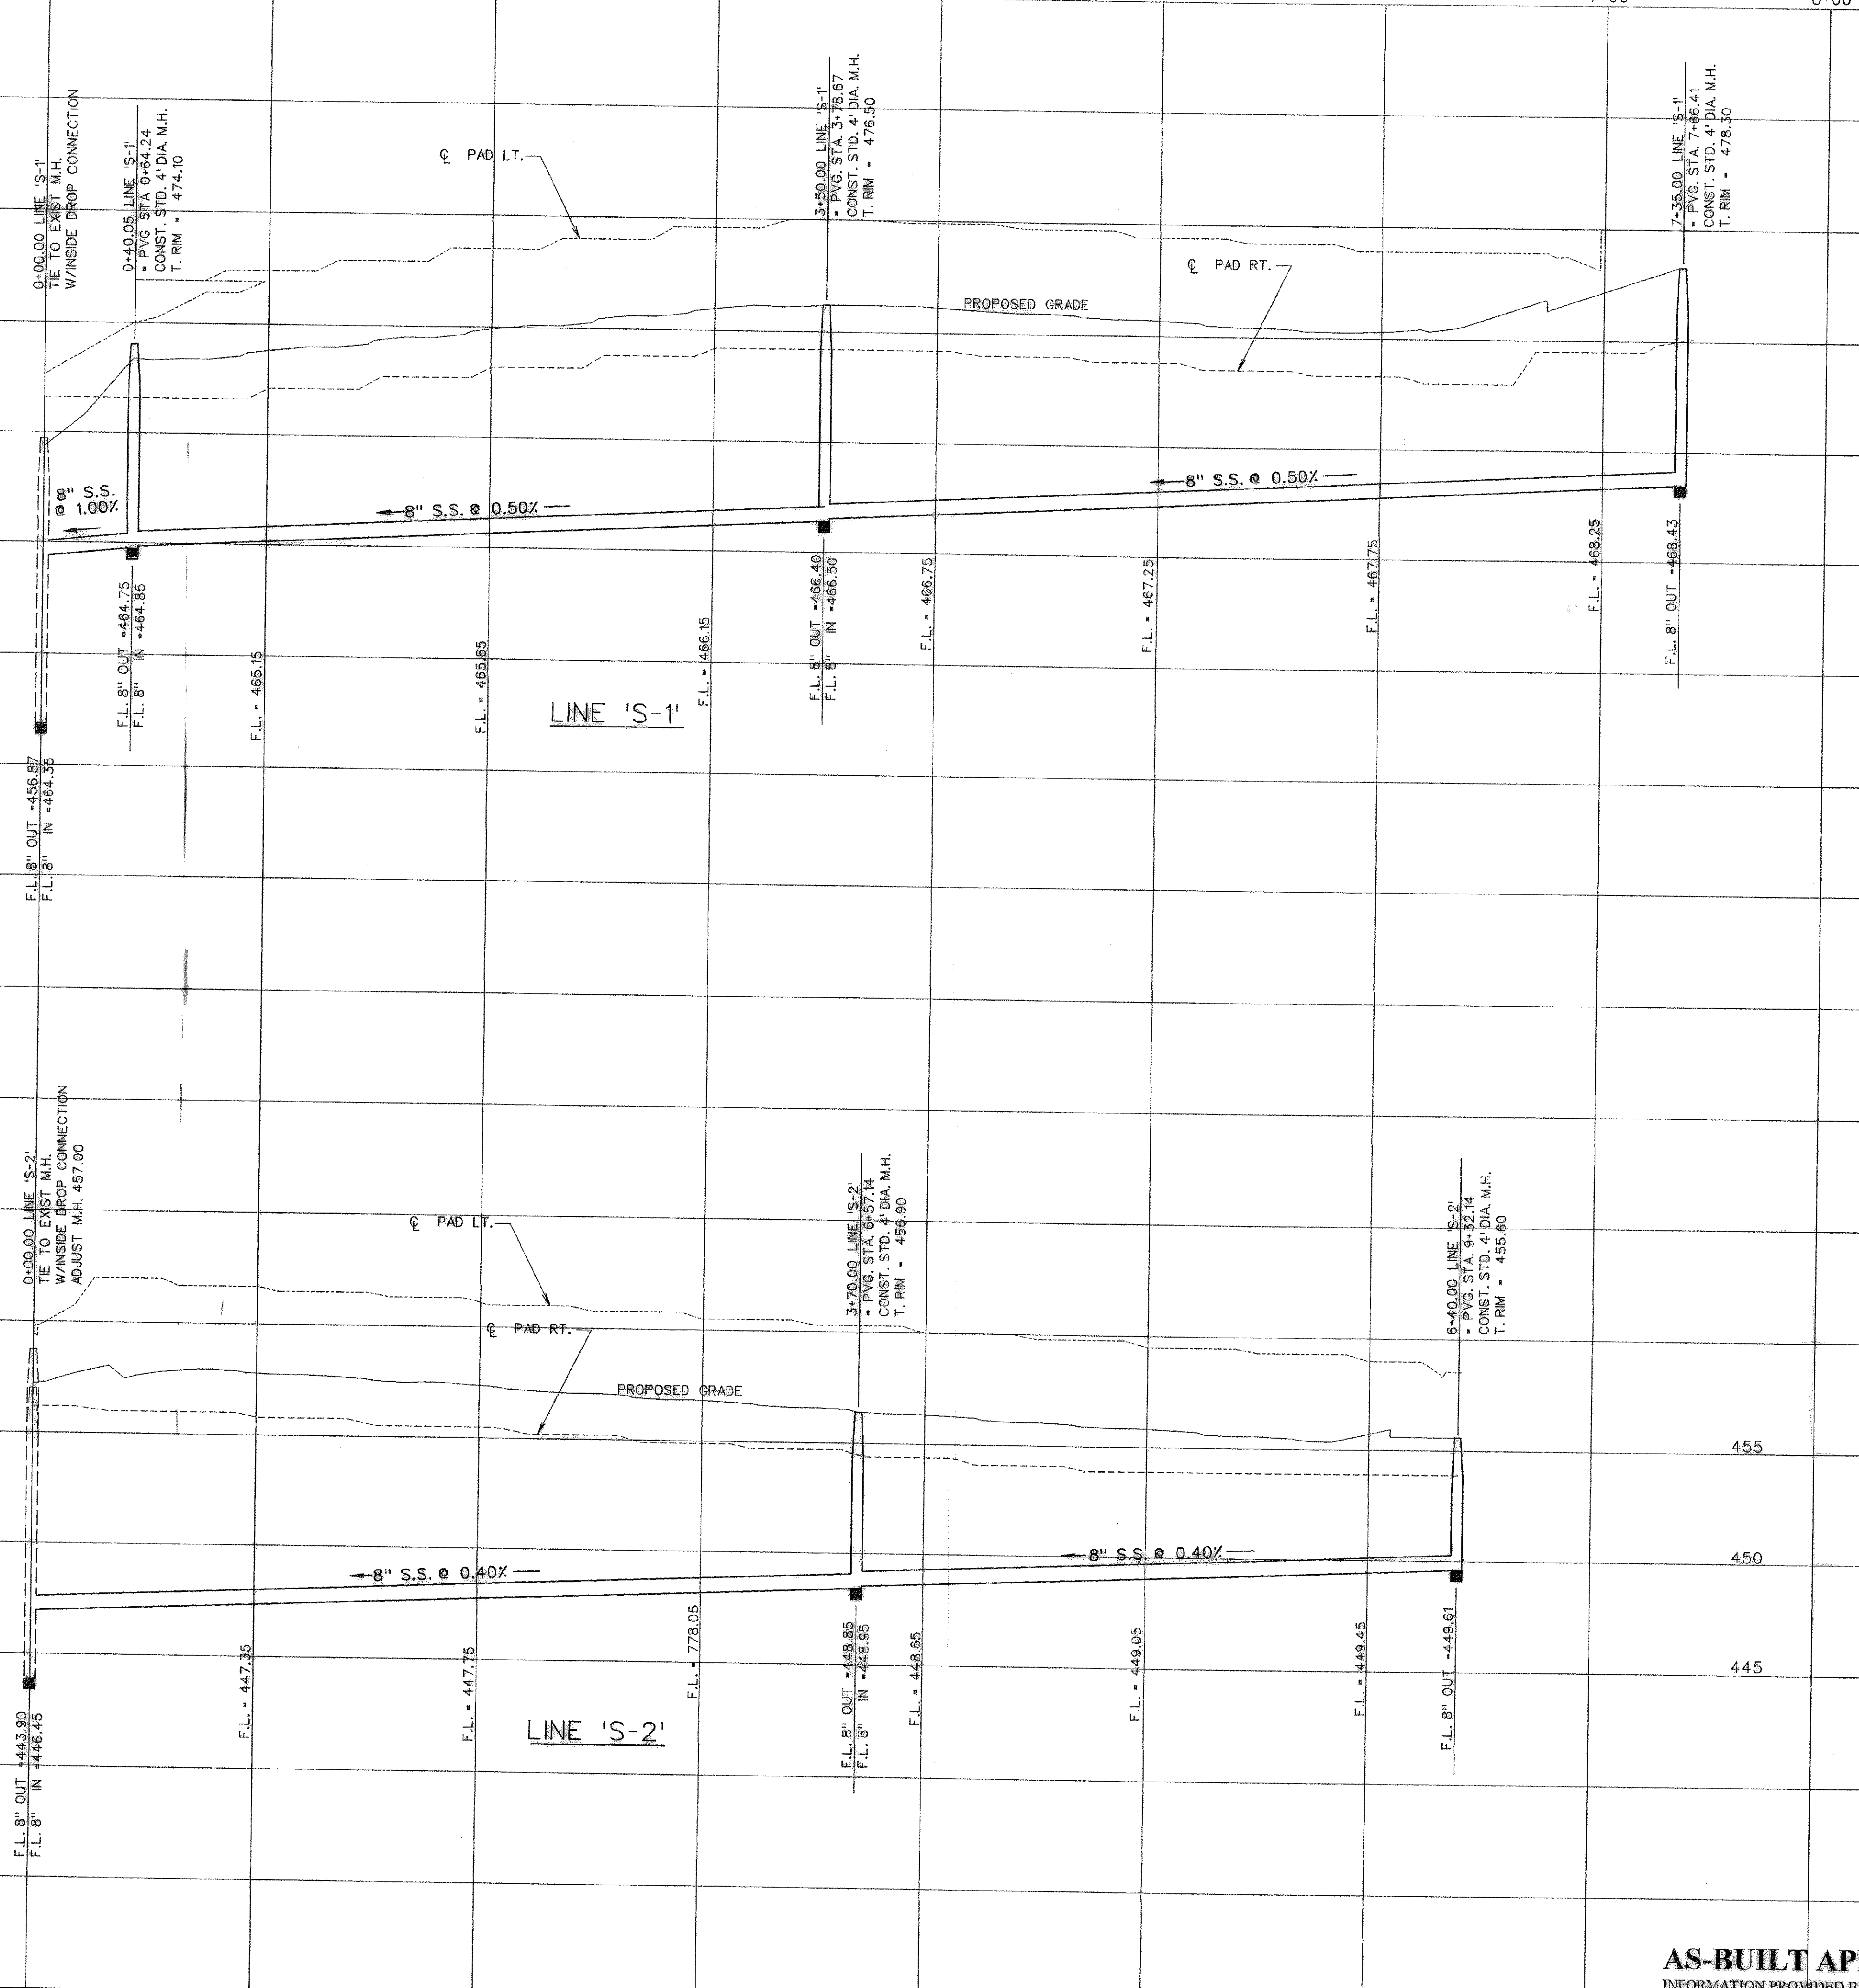 0+00.00 LINE 'S-1'
TIE TO EXIST M.H.
W/INSIDE DROP CONNECTION
0+40.05 LINE 'S-1'
= PVG STA 0+64.24
CONST. STD. 4' DIA. M.H.
T. RIM = 474.10
℄ PAD LT.
3+50.00 LINE 'S-1'
= PVG. STA. 3+78.67
CONST. STD. 4' DIA. M.H.
T. RIM = 476.50
℄ PAD RT.
PROPOSED GRADE
7+35.00 LINE 'S-1'
= PVG. STA. 7+66.41
CONST. STD. 4' DIA. M.H.
T. RIM = 478.30
8" S.S.
@ 1.00%
8" S.S. @ 0.50%
8" S.S. @ 0.50%
F.L. 8" OUT =456.87
F.L. 8" IN =464.35
F.L. 8" OUT =464.75
F.L. 8" IN =464.85
F.L. = 465.15
F.L. = 465.65
F.L. = 466.15
F.L. 8" OUT =466.40
F.L. 8" IN =466.50
F.L. = 466.75
F.L. = 467.25
F.L. = 467.75
F.L. = 468.25
F.L. 8" OUT =468.43
LINE 'S-1'
0+00.00 LINE 'S-2'
TIE TO EXIST M.H.
W/INSIDE DROP CONNECTION
ADJUST M.H. 457.00
℄ PAD LT.
℄ PAD RT.
PROPOSED GRADE
3+70.00 LINE 'S-2'
= PVG. STA. 6+57.14
CONST. STD. 4' DIA. M.H.
T. RIM = 456.90
6+40.00 LINE 'S-2'
= PVG. STA. 9+32.14
CONST. STD. 4' DIA. M.H.
T. RIM = 455.60
455
8" S.S. @ 0.40%
8" S.S. @ 0.40%
450
445
F.L. 8" OUT =443.90
F.L. 8" IN =446.45
F.L. = 447.35
F.L. = 447.75
F.L. = 778.05
F.L. 8" OUT =448.85
F.L. 8" IN =448.95
F.L. = 448.65
F.L. = 449.05
F.L. = 449.45
F.L. 8" OUT =449.61
LINE 'S-2'
AS-BUILT
INFORMATION PROVIDED